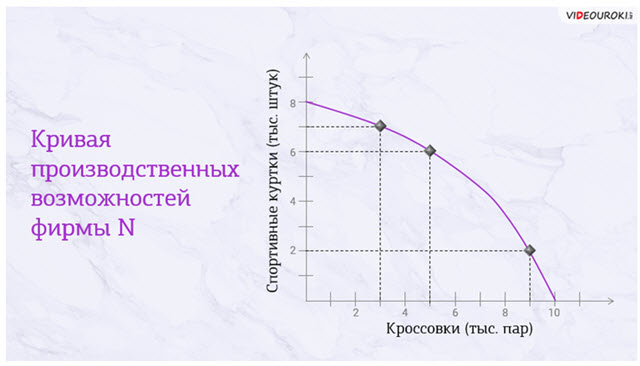 VIDEOUROKI.NET
Кривая
производственных
возможностей
фирмы N
Спортивные куртки (тыс. штук)
8
6
4
2
2
4
6
8
10
Кроссовки (тыс. пар)